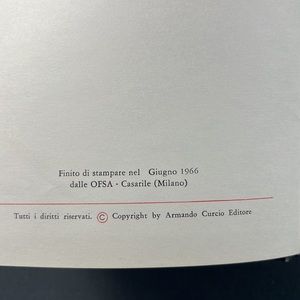 Finito di stampare nel Giugno 1966
dalle OFSA - Casarile (Milano)
Tutti i diritti riservati. © Copyright by Armando Curcio Editore